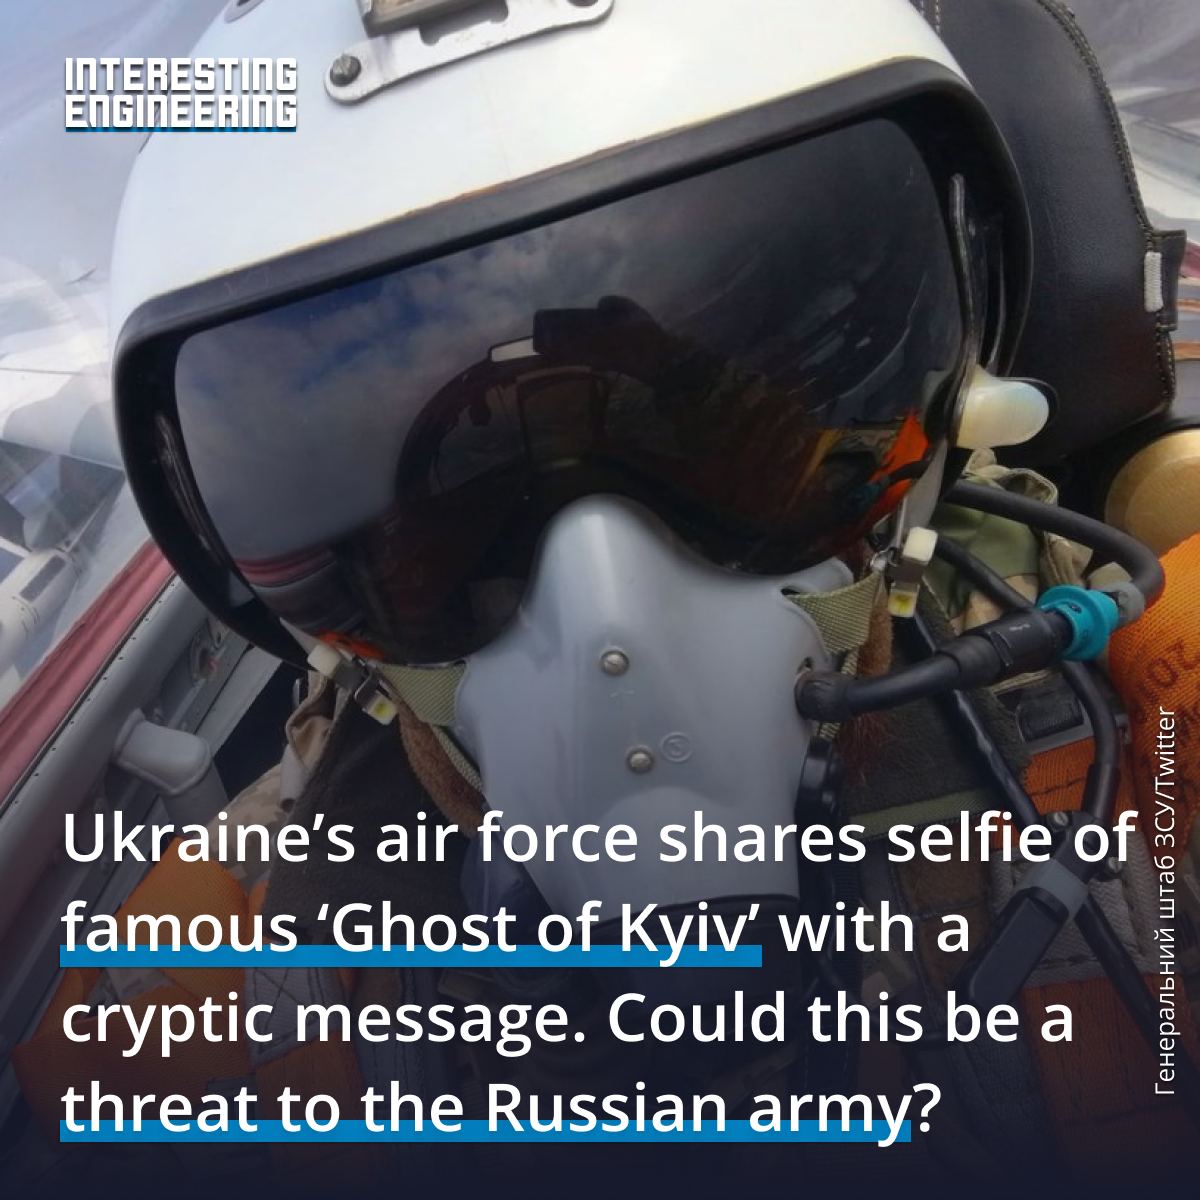 INTERESTING
ENGINEERING
Ukraine’s air force shares selfie of
famous ‘Ghost of Kyiv’ with a
cryptic message. Could this be a
threat to the Russian army?
Генеральний штаб ЗСУ/Twitter